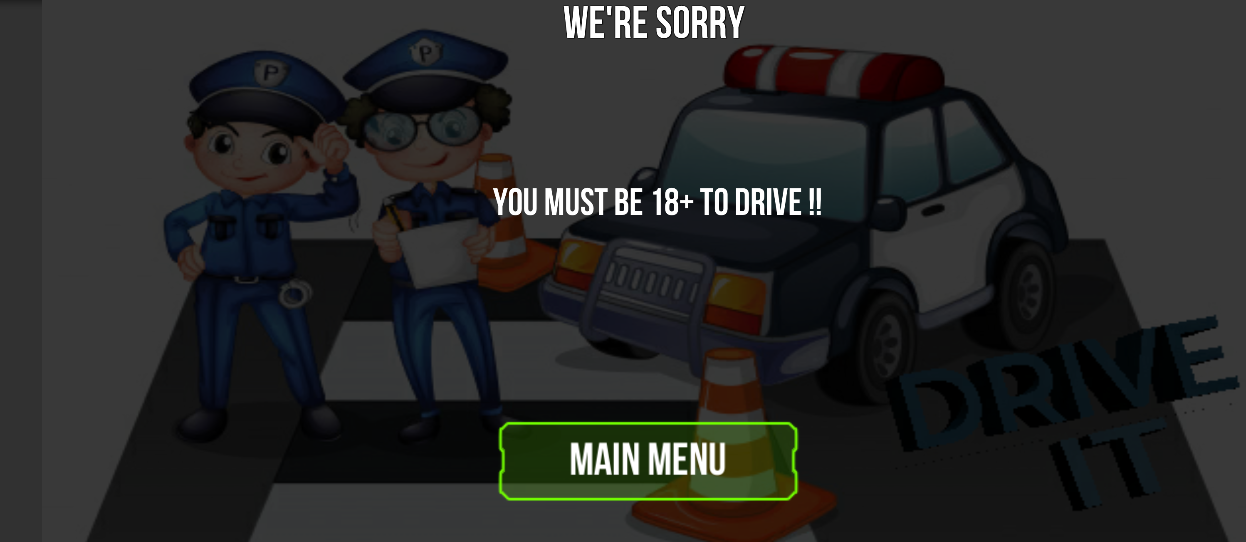 WE'RE SORRY
P
P
YOU MUST BE 18+ TO DRIVE !!
DRIVE
IT
MAIN MENU